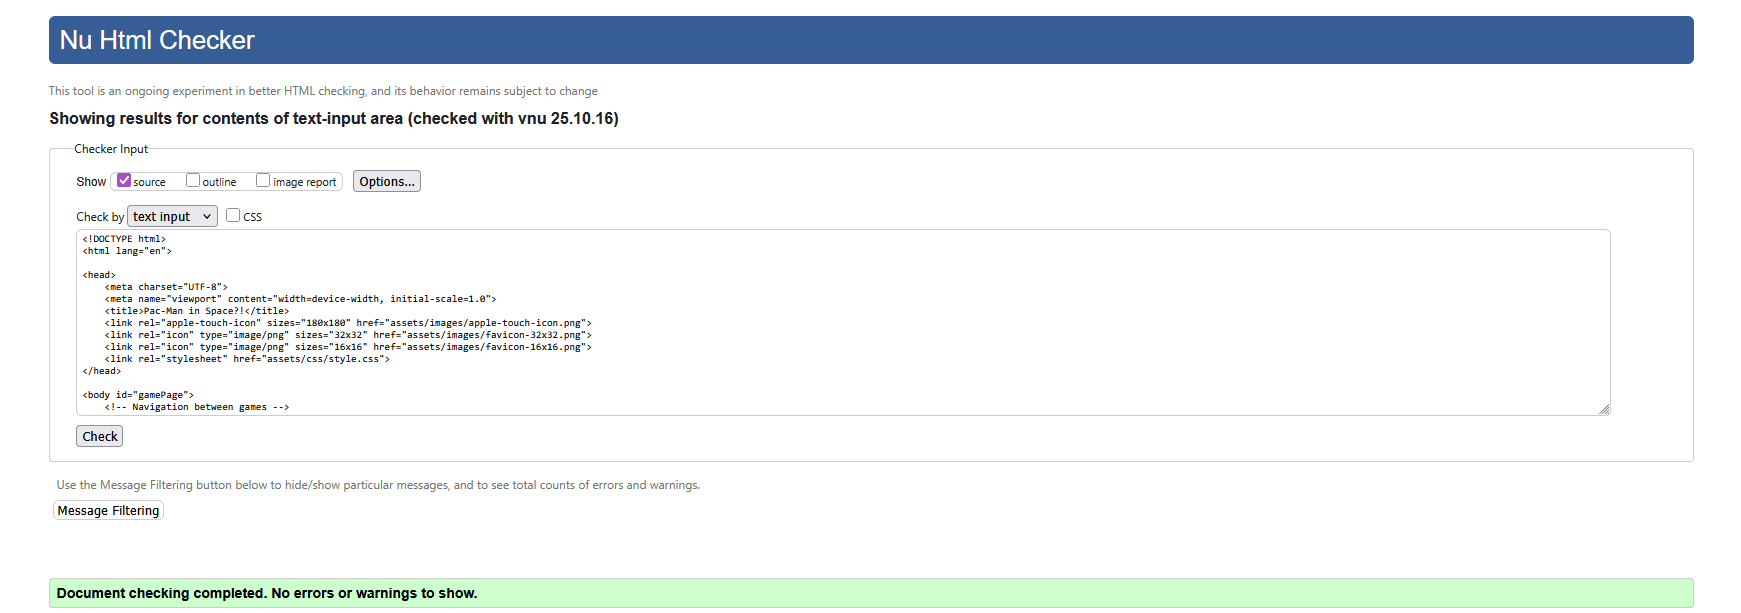 Nu Html Checker
This tool is an ongoing experiment in better HTML checking, and its behavior remains subject to change
Showing results for contents of text-input area (checked with vnu 25.10.16)
Checker Input
Show source outline image report Options...
Check by text input CSS
<!DOCTYPE html>
<html lang="en">
<head>
    <meta charset="UTF-8">
    <meta name="viewport" content="width=device-width, initial-scale=1.0">
    <title>Pac-Man in Space?!</title>
    <link rel="apple-touch-icon" sizes="180x180" href="assets/images/apple-touch-icon.png">
    <link rel="icon" type="image/png" sizes="32x32" href="assets/images/favicon-32x32.png">
    <link rel="icon" type="image/png" sizes="16x16" href="assets/images/favicon-16x16.png">
    <link rel="stylesheet" href="assets/css/style.css">
</head>
<body id="gamePage">
    <!-- Navigation between games -->
Check
Use the Message Filtering button below to hide/show particular messages, and to see total counts of errors and warnings.
Message Filtering
Document checking completed. No errors or warnings to show.